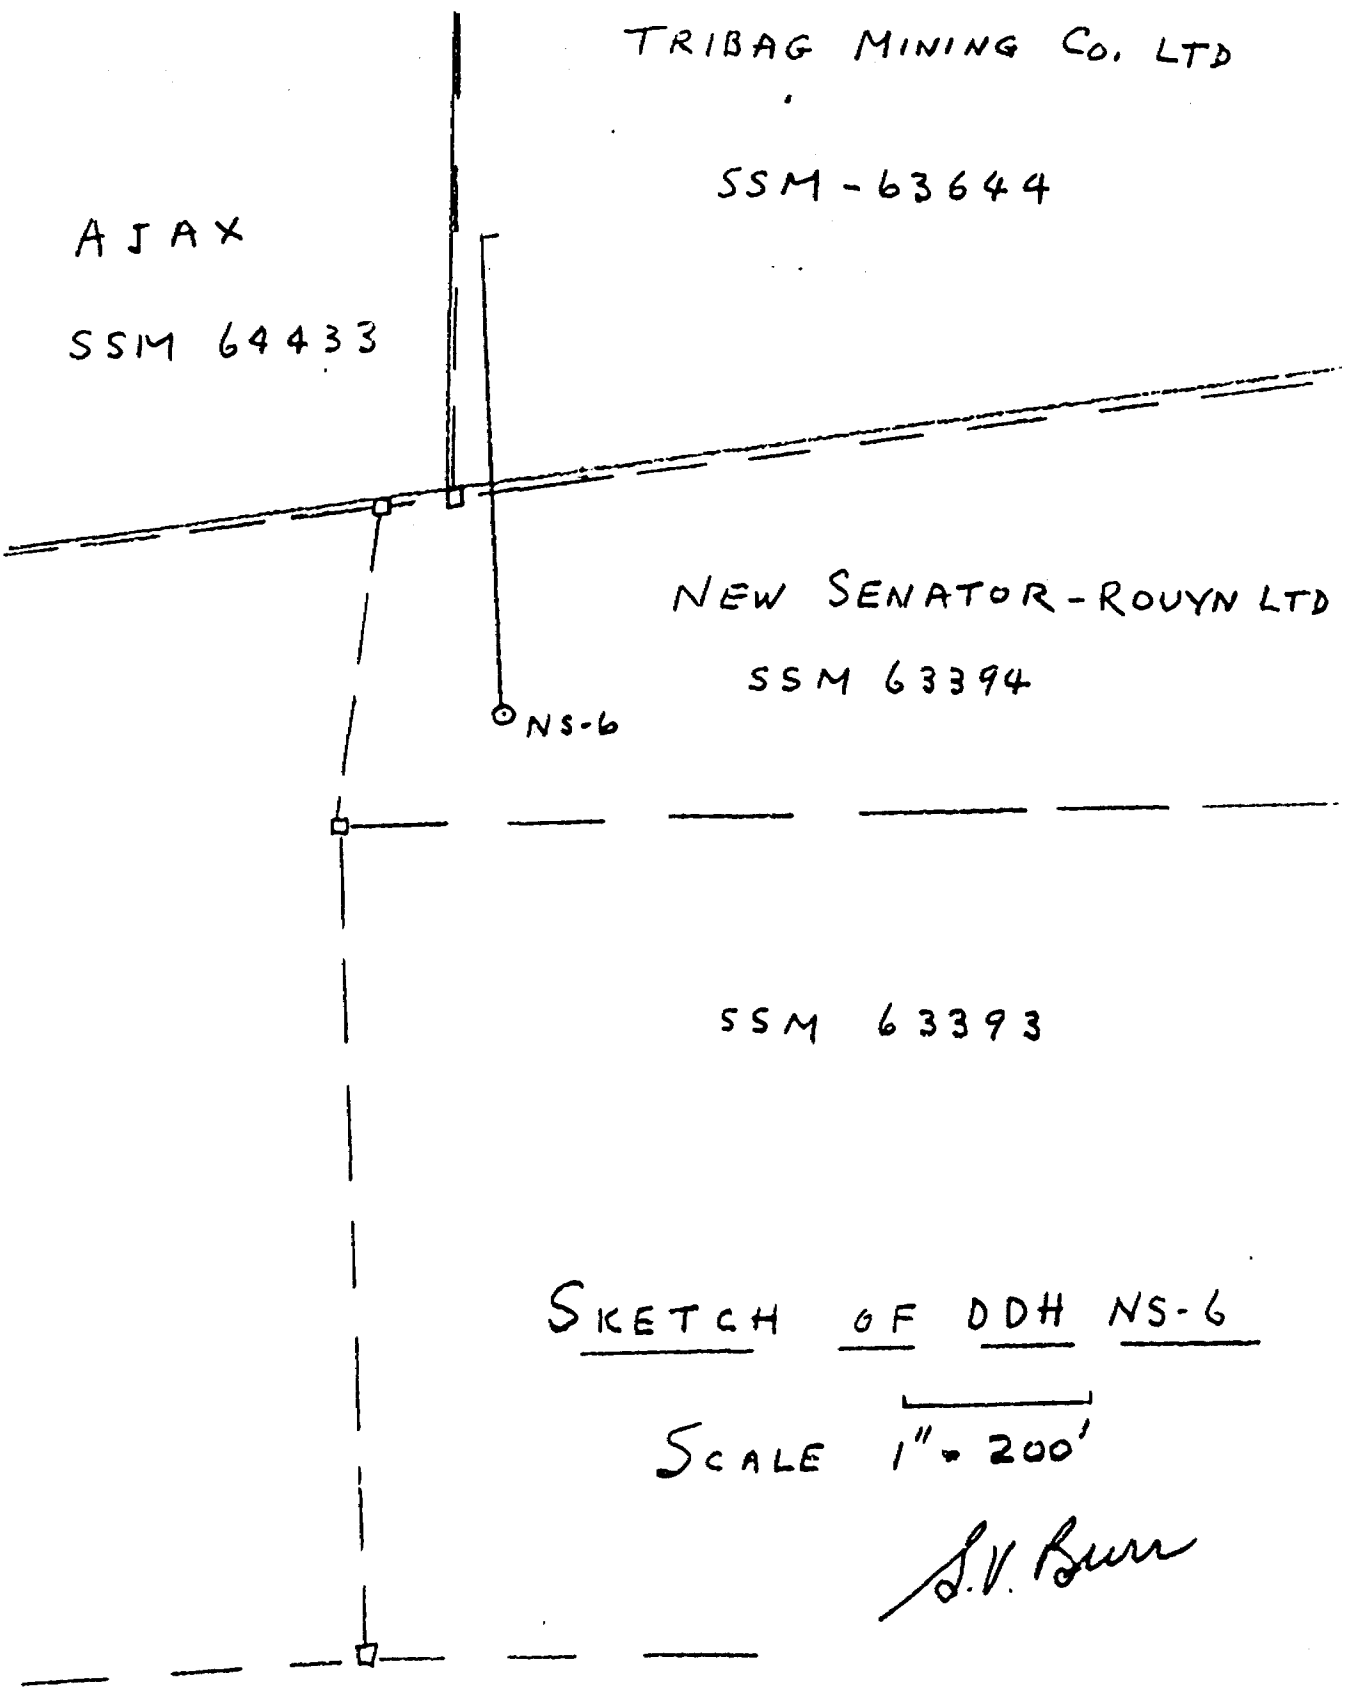 TRIBAG MINING CO. LTD
SSM - 63644
AJAX
SSM 64433
NEW SENATOR - ROUYN LTD
SSM 63394
NS-6
SSM 63393
SKETCH OF DDH NS-6
SCALE 1" = 200'
S.V. Burr